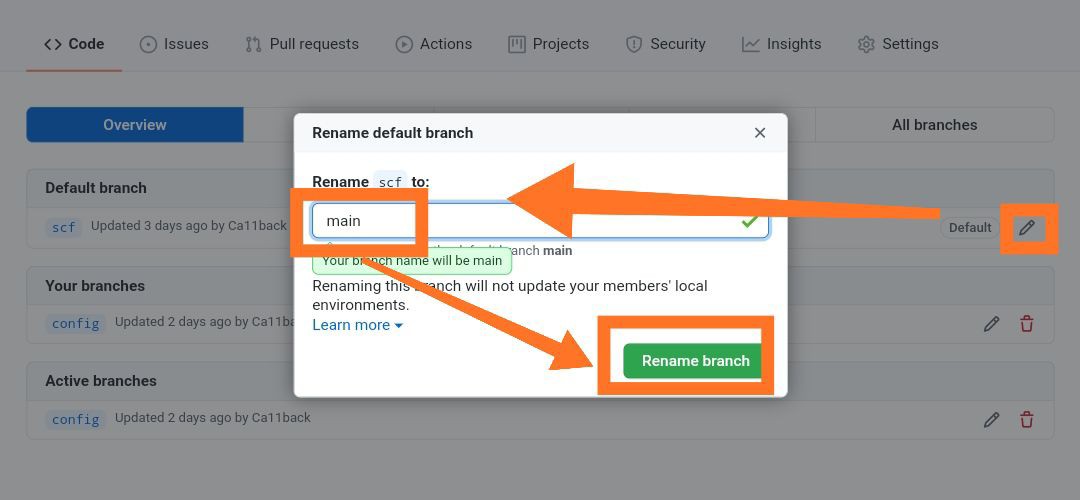 Code
Issues
Pull requests
Actions
Projects
Security
Insights
Settings
Overview
All branches
Rename default branch
Rename scf to:
main
branch main
Your branch name will be main
Renaming this branch will not update your members' local
environments.
Learn more
Rename branch
Default branch
scf Updated 3 days ago by Ca11back
Default
Your branches
config Updated 2 days ago by Ca11ba
Active branches
config Updated 2 days ago by Ca11back